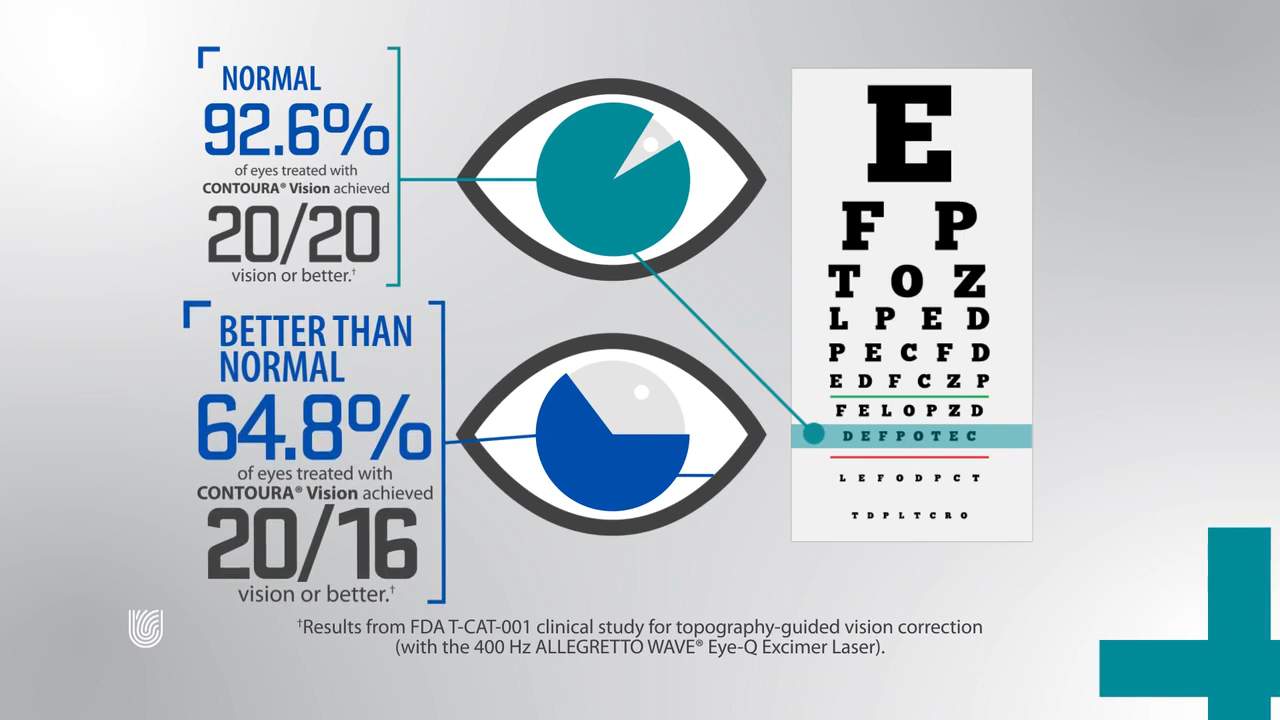 NORMAL
92.6%
of eyes treated with
CONTOURA® Vision achieved
20/20
vision or better.†
BETTER THAN
NORMAL
64.8%
of eyes treated with
CONTOURA® Vision achieved
20/16
vision or better.†
E
F P
T O Z
L P E D
P E C F D
E D F C Z P
F E L O P Z D
D E F P O T E C
L E F O D P C T
T D P L T C R O
†Results from FDA T-CAT-001 clinical study for topography-guided vision correction
(with the 400 Hz ALLEGRETTO WAVE® Eye-Q Excimer Laser).